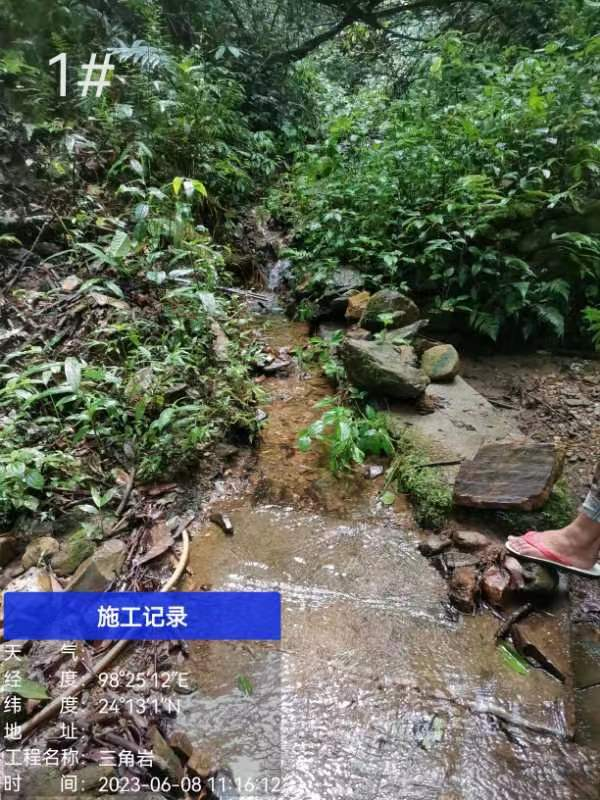 1#
施工记录
天 气
经 度: 98°25'12"E
纬 度: 24°13'1"N
地 址:
工程名称: 三角岩
时 间: 2023-06-08 11:16:12